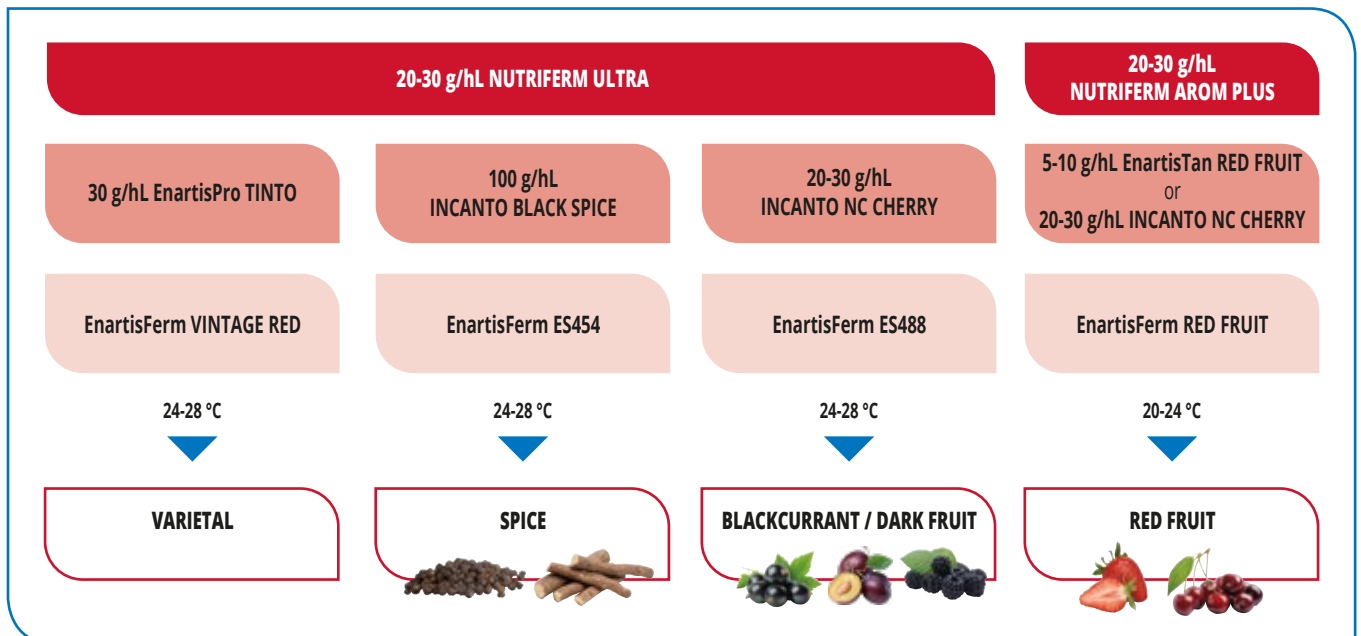 20-30 g/hL NUTRIFERM ULTRA
20-30 g/hL
NUTRIFERM AROM PLUS
30 g/hL EnartisPro TINTO
100 g/hL
INCANTO BLACK SPICE
20-30 g/hL
INCANTO NC CHERRY
5-10 g/hL EnartisTan RED FRUIT
or
20-30 g/hL INCANTO NC CHERRY
EnartisFerm VINTAGE RED
EnartisFerm ES454
EnartisFerm ES488
EnartisFerm RED FRUIT
24-28 °C
24-28 °C
24-28 °C
20-24 °C
VARIETAL
SPICE
BLACKCURRANT / DARK FRUIT
RED FRUIT